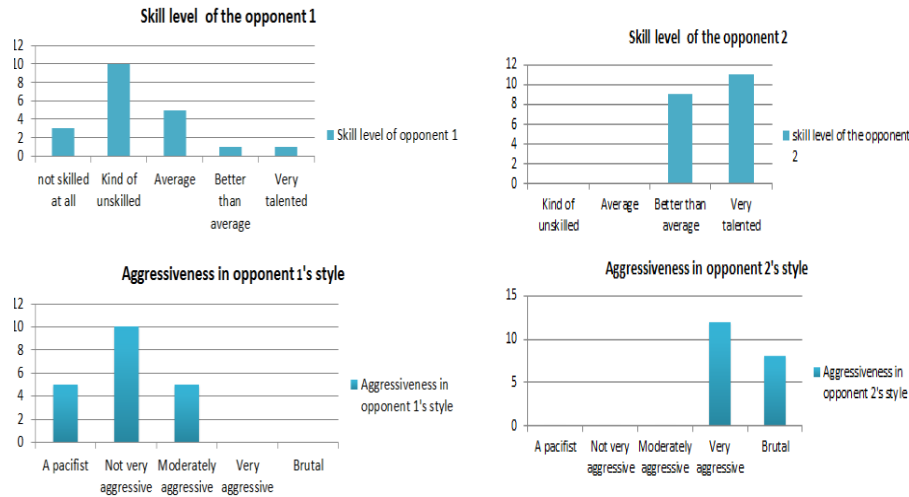 Skill level of the opponent 1
12
10
8
6
4
2
0
not skilled
at all
Kind of
unskilled
Average
Better
than
average
Very
talented
Skill level of opponent 1
Skill level of the opponent 2
12
10
8
6
4
2
0
Kind of
unskilled
Average
Better than
average
Very
talented
skill level of the opponent
2
Aggressiveness in opponent 1's style
12
10
8
6
4
2
0
A pacifist
Not very
aggressive
Moderately
aggressive
Very
aggressive
Brutal
Aggressiveness in
opponent 1's style
Aggressiveness in opponent 2's style
15
10
5
0
A pacifist
Not very
aggressive
Moderately
aggressive
Very
aggressive
Brutal
Aggressiveness in
opponent 2's style